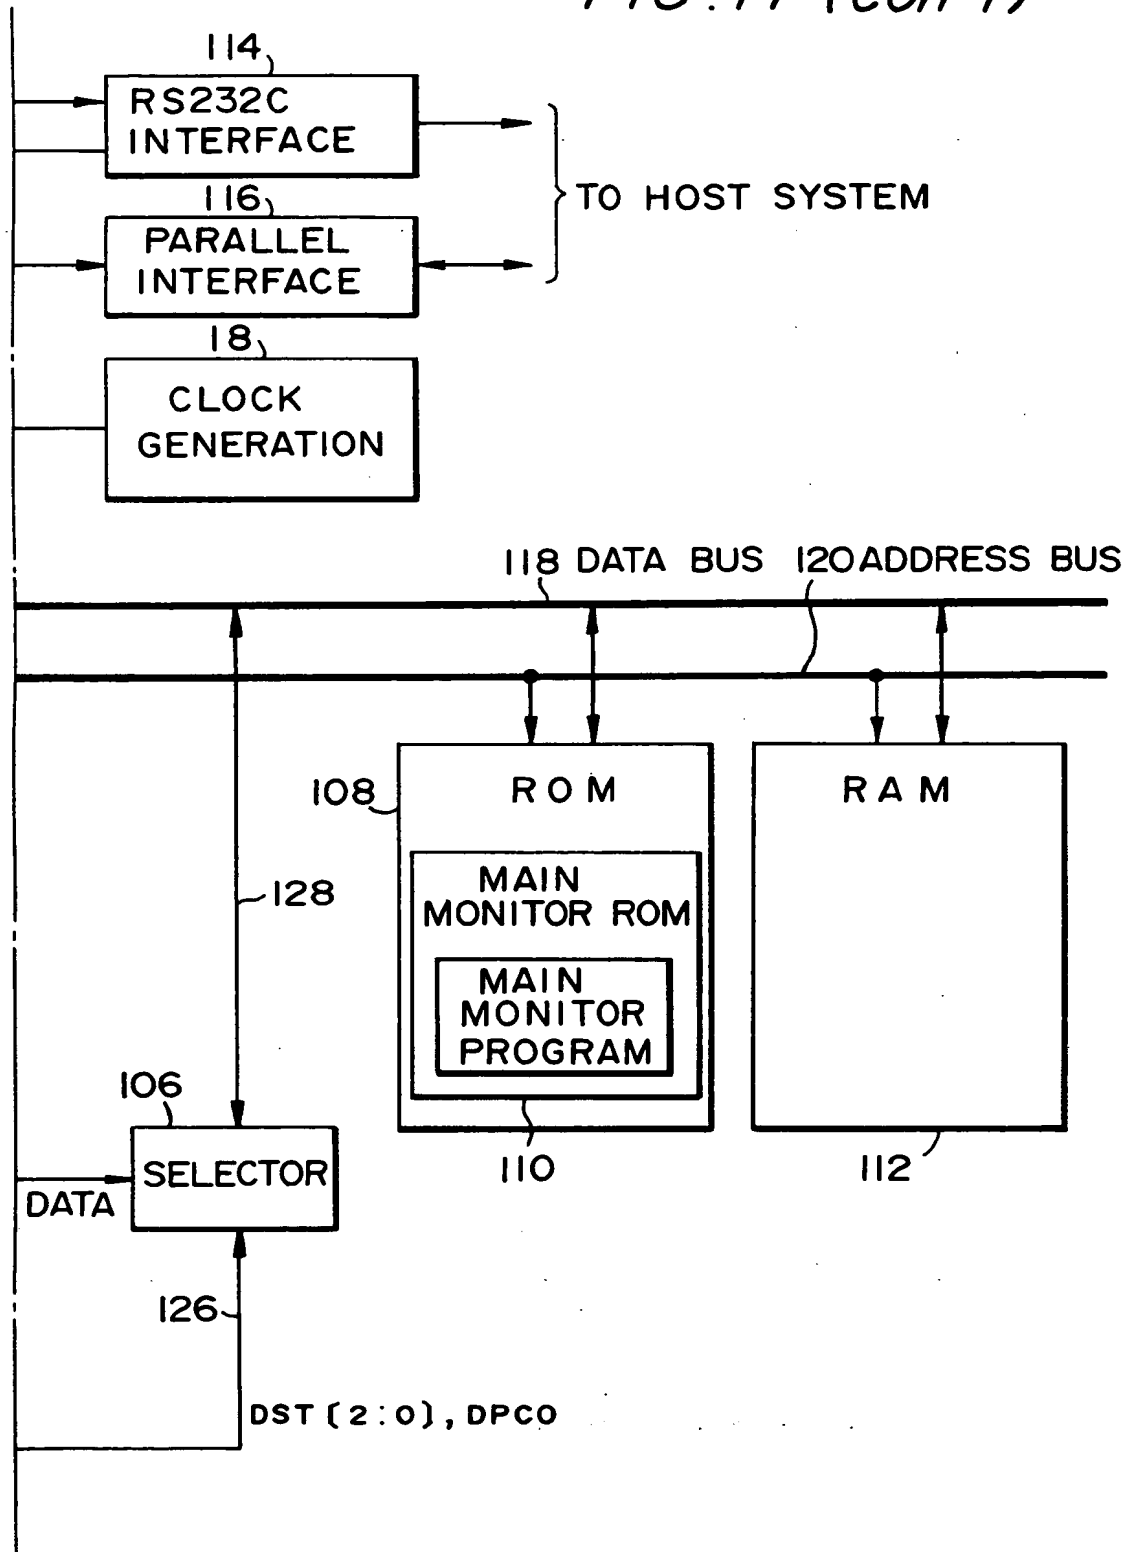 114
RS232C
INTERFACE
116
PARALLEL
INTERFACE
TO HOST SYSTEM
18
CLOCK
GENERATION
118 DATA BUS
120 ADDRESS BUS
108
ROM
RAM
MAIN
MONITOR ROM
MAIN
MONITOR
PROGRAM
128
106
SELECTOR
DATA
110
112
126
DST (2:0), DPCO